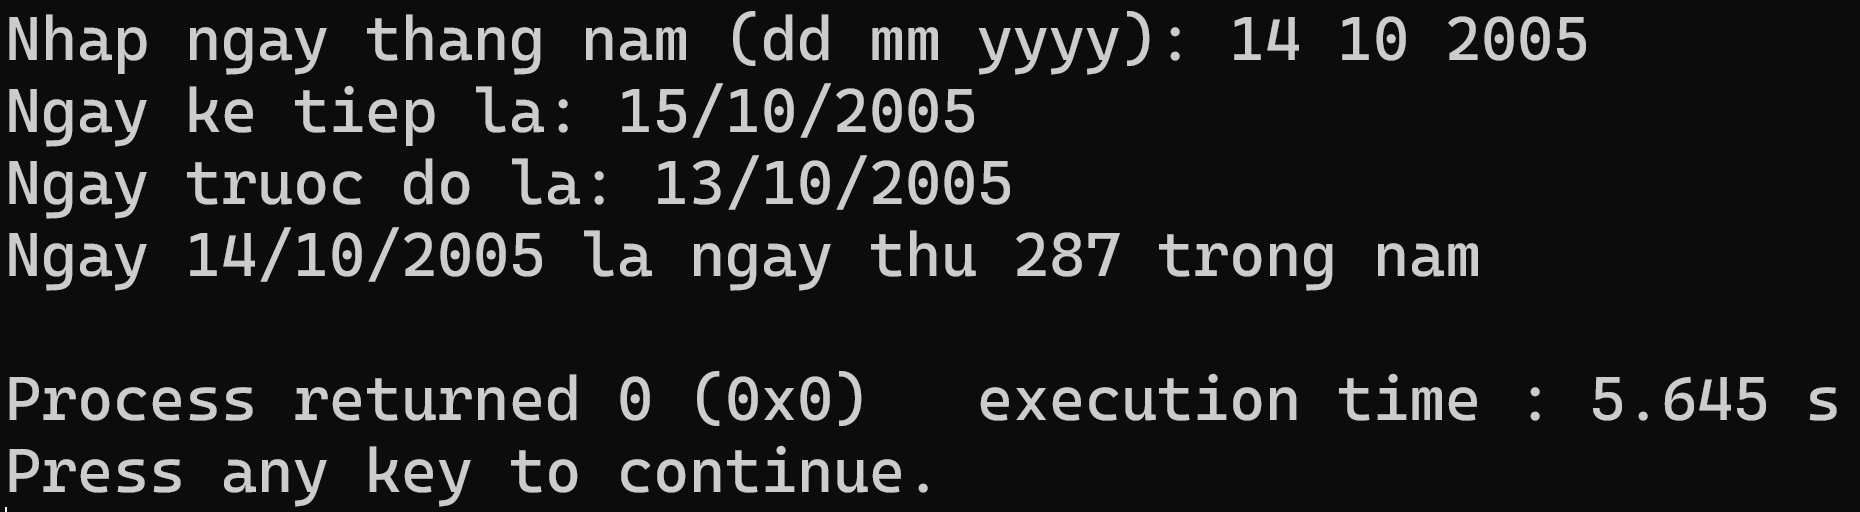 Nhap ngay thang nam (dd mm yyyy): 14 10 2005
Ngay ke tiep la: 15/10/2005
Ngay truoc do la: 13/10/2005
Ngay 14/10/2005 la ngay thu 287 trong nam
Process returned 0 (0x0)   execution time : 5.645 s
Press any key to continue.